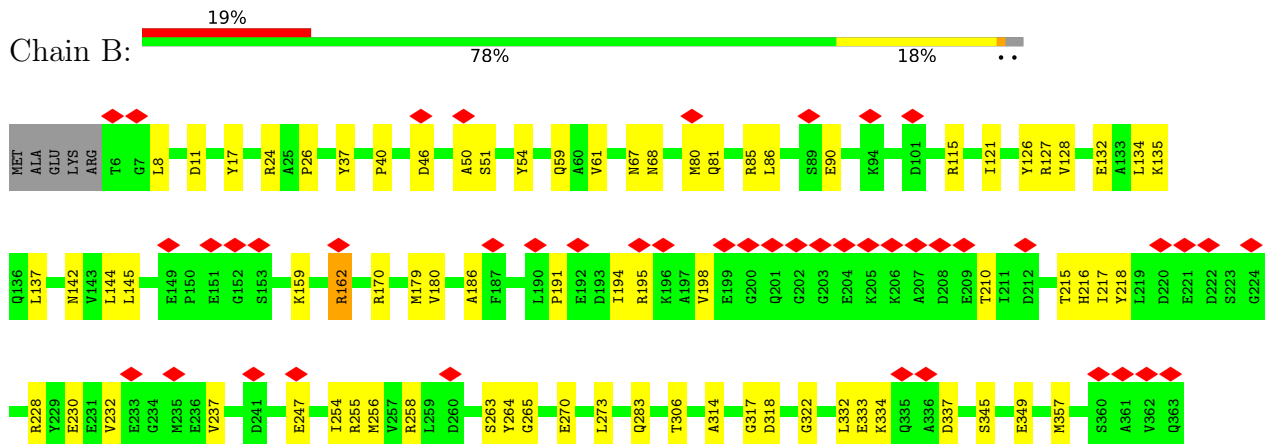 19%
Chain B:
78% 18% ..
MET ALA GLU LYS ARG T6 G7 L8 D11 Y17 R24 A25 P26 Y37 P40 D46 A50 S51 Y54 Q59 A60 V61 N67 N68 M80 Q81 R85 L86 S89 E90 K94 D101 R115 I121 Y126 R127 V128 E132 A133 L134 K135
Q136 L137 N142 V143 L144 L145 E149 P150 E151 G152 S153 K159 R162 R170 M179 V180 A186 F187 L190 P191 E192 D193 I194 R195 K196 A197 V198 E199 G200 Q201 G202 G203 E204 K205 K206 A207 D208 E209 T210 I211 D212 T215 H216 I217 Y218 L219 D220 E221 D222 S223 G224
R228 Y229 E230 E231 V232 E233 G234 M235 E236 V237 D241 E247 I254 R255 M256 V257 R258 L259 D260 S263 Y264 G265 E270 L273 Q283 T306 A314 G317 D318 G322 L332 E333 K334 Q335 A336 D337 S345 E349 M357 S360 A361 V362 Q363